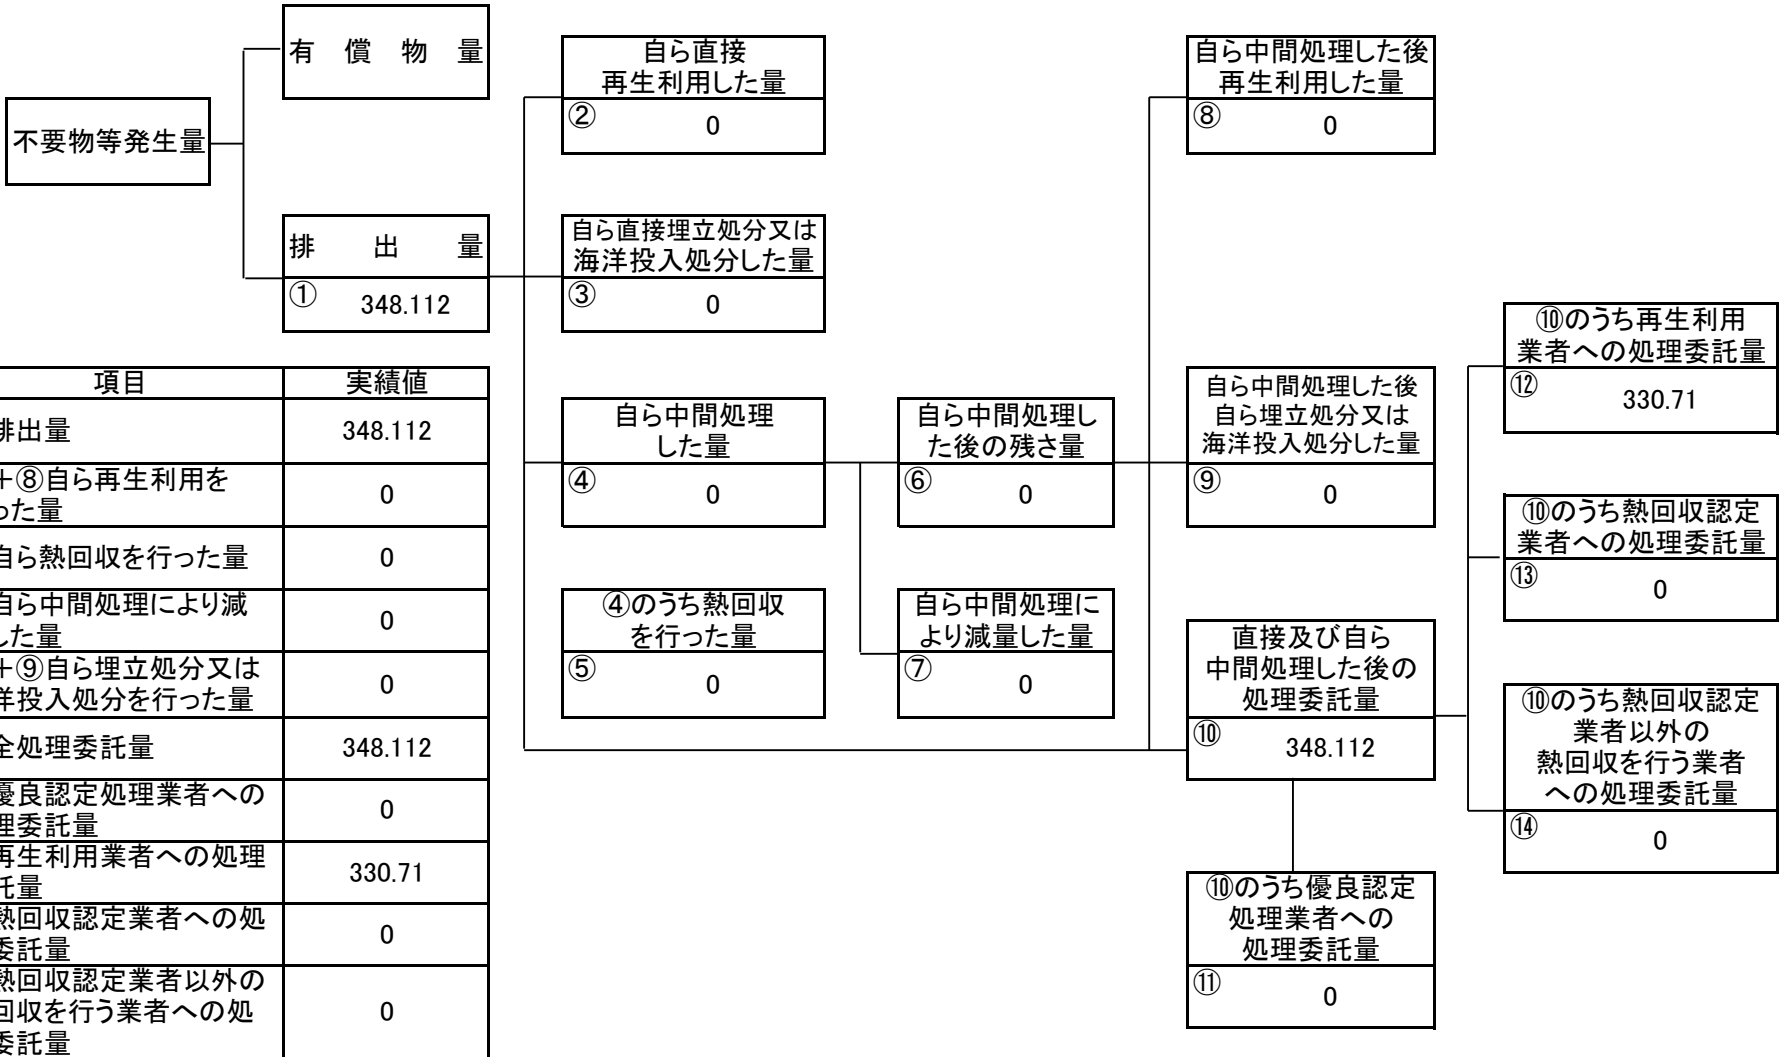 有償物量
不要物等発生量
排出量
①
348.112
自ら直接
再生利用した量
②
0
自ら直接埋立処分又は
海洋投入処分した量
③
0
自ら中間処理
した量
④
0
④のうち熱回収
を行った量
⑤
0
自ら中間処理し
た後の残さ量
⑥
0
自ら中間処理に
より減量した量
⑦
0
自ら中間処理した後
再生利用した量
⑧
0
自ら中間処理した後
自ら埋立処分又は
海洋投入処分した量
⑨
0
直接及び自ら
中間処理した後の
処理委託量
⑩
348.112
⑩のうち優良認定
処理業者への
処理委託量
⑪
0
⑩のうち再生利用
業者への処理委託量
⑫
330.71
⑩のうち熱回収認定
業者への処理委託量
⑬
0
⑩のうち熱回収認定
業者以外の
熱回収を行う業者
への処理委託量
⑭
0
項目 実績値
排出量 348.112
+⑧自ら再生利用を
った量
0
自ら熱回収を行った量 0
自ら中間処理により減
した量
0
+⑨自ら埋立処分又は
洋投入処分を行った量
0
全処理委託量 348.112
優良認定処理業者への
理委託量
0
再生利用業者への処理
託量
330.71
熱回収認定業者への処
委託量
0
熱回収認定業者以外の
回収を行う業者への処
委託量
0